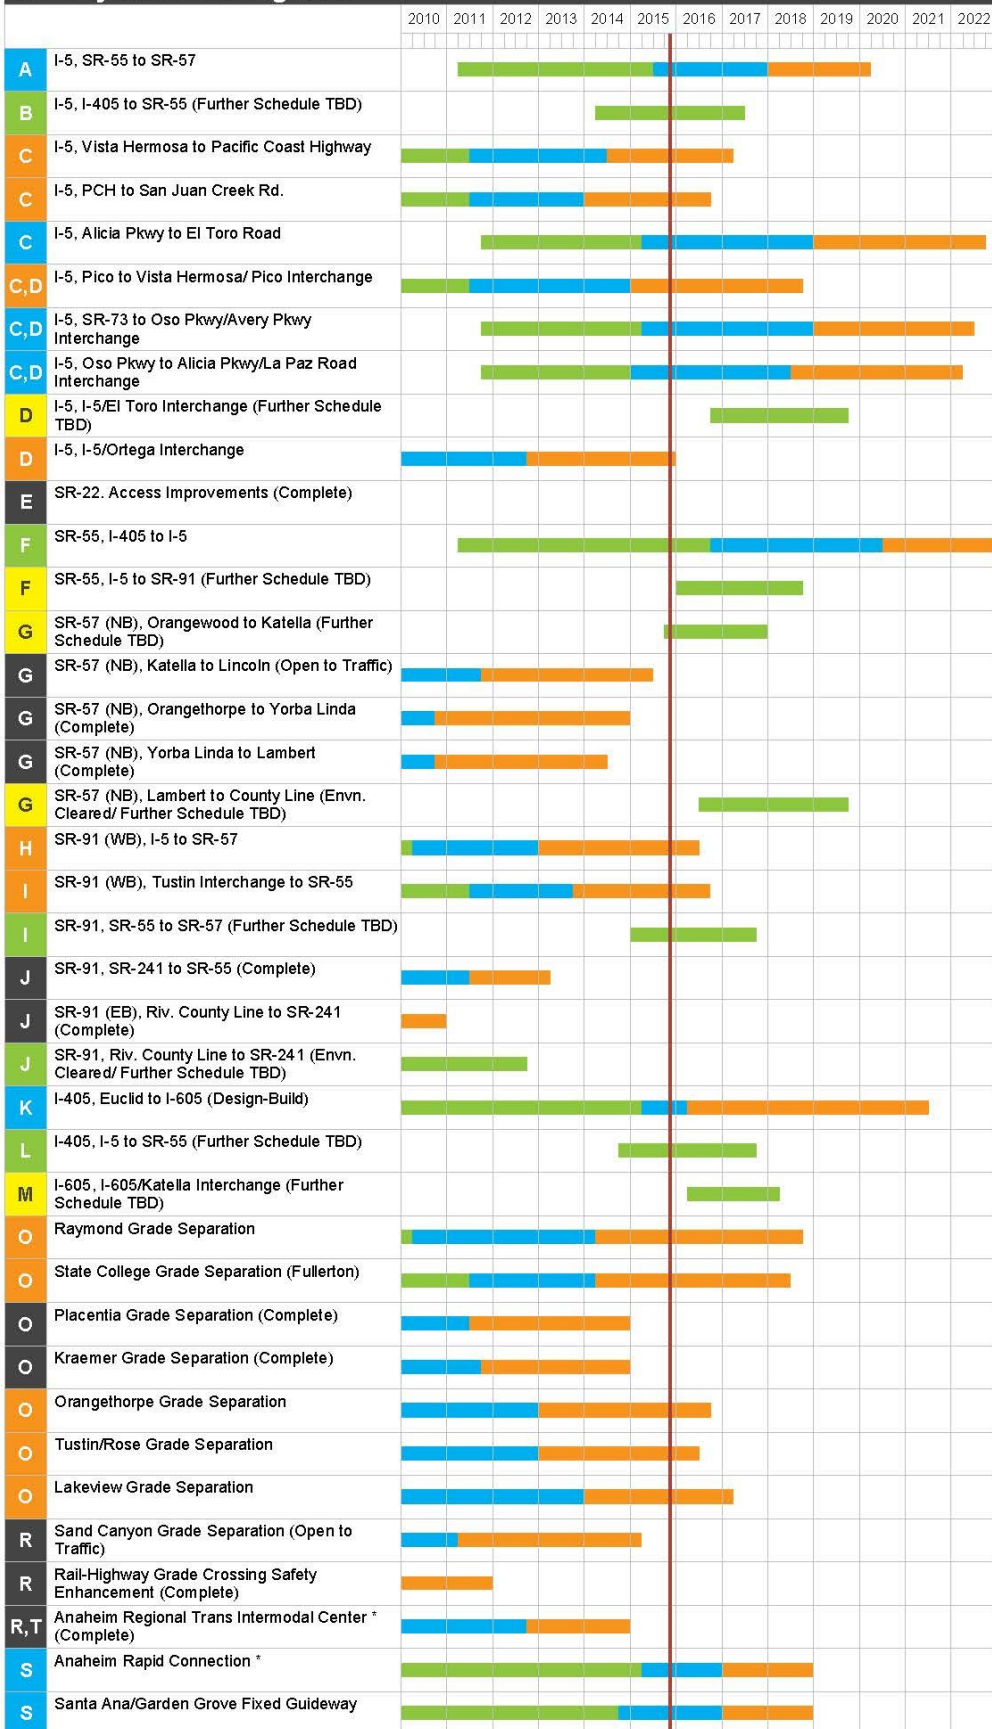 2010 2011 2012 2013 2014 2015 2016 2017 2018 2019 2020 2021 2022
A I-5, SR-55 to SR-57
B I-5, I-405 to SR-55 (Further Schedule TBD)
C I-5, Vista Hermosa to Pacific Coast Highway
C I-5, PCH to San Juan Creek Rd.
C I-5, Alicia Pkwy to El Toro Road
C,D I-5, Pico to Vista Hermosa/ Pico Interchange
C,D I-5, SR-73 to Oso Pkwy/Avery Pkwy
Interchange
C,D I-5, Oso Pkwy to Alicia Pkwy/La Paz Road
Interchange
D I-5, I-5/El Toro Interchange (Further Schedule
TBD)
D I-5, I-5/Ortega Interchange
E SR-22. Access Improvements (Complete)
F SR-55, I-405 to I-5
F SR-55, I-5 to SR-91 (Further Schedule TBD)
G SR-57 (NB), Orangewood to Katella (Further
Schedule TBD)
G SR-57 (NB), Katella to Lincoln (Open to Traffic)
G SR-57 (NB), Orangethorpe to Yorba Linda
(Complete)
G SR-57 (NB), Yorba Linda to Lambert
(Complete)
G SR-57 (NB), Lambert to County Line (Envn.
Cleared/ Further Schedule TBD)
H SR-91 (WB), I-5 to SR-57
I SR-91 (WB), Tustin Interchange to SR-55
I SR-91, SR-55 to SR-57 (Further Schedule TBD)
J SR-91, SR-241 to SR-55 (Complete)
J SR-91 (EB), Riv. County Line to SR-241
(Complete)
J SR-91, Riv. County Line to SR-241 (Envn.
Cleared/ Further Schedule TBD)
K I-405, Euclid to I-605 (Design-Build)
L I-405, I-5 to SR-55 (Further Schedule TBD)
M I-605, I-605/Katella Interchange (Further
Schedule TBD)
O Raymond Grade Separation
O State College Grade Separation (Fullerton)
O Placentia Grade Separation (Complete)
O Kraemer Grade Separation (Complete)
O Orangethorpe Grade Separation
O Tustin/Rose Grade Separation
O Lakeview Grade Separation
R Sand Canyon Grade Separation (Open to
Traffic)
R Rail-Highway Grade Crossing Safety
Enhancement (Complete)
R,T Anaheim Regional Trans Intermodal Center *
(Complete)
S Anaheim Rapid Connection *
S Santa Ana/Garden Grove Fixed Guideway